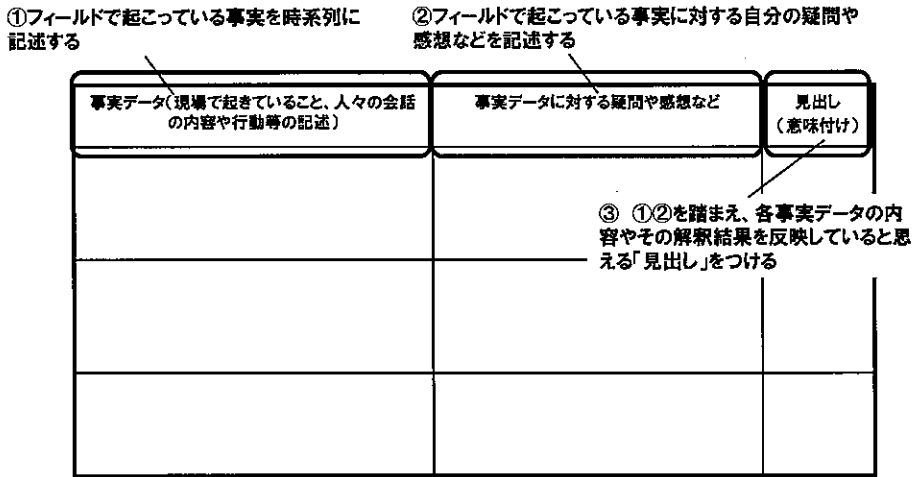 ①フィールドで起こっている事実を時系列に
記述する
②フィールドで起こっている事実に対する自分の疑問や
感想などを記述する
事実データ(現場で起きていること、人々の会話
の内容や行動等の記述)
事実データに対する疑問や感想など
見出し
(意味付け)
③ ①②を踏まえ、各事実データの内
容やその解釈結果を反映していると思
える「見出し」をつける